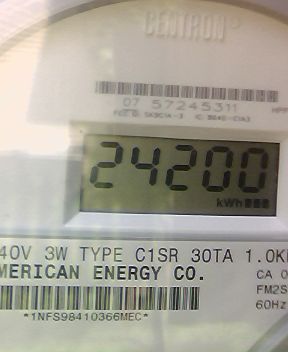 CENTRON
07 57245311
24200
kWh
40V 3W TYPE C1SR 30TA 1.0K
MERICAN ENERGY CO.
CA 0
FM2S
60Hz
*1NFS98410366MEC*